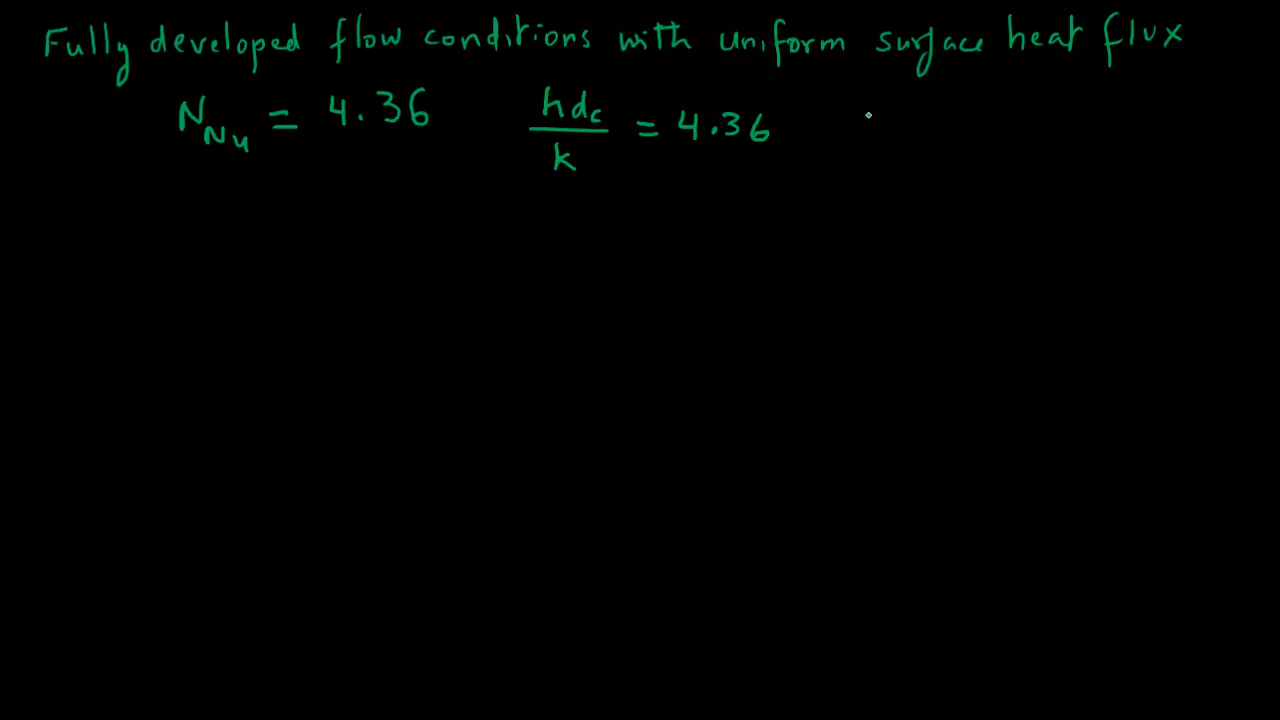 Fully developed flow conditions with uniform surface heat flux
N_Nu = 4.36    hd_c/k = 4.36